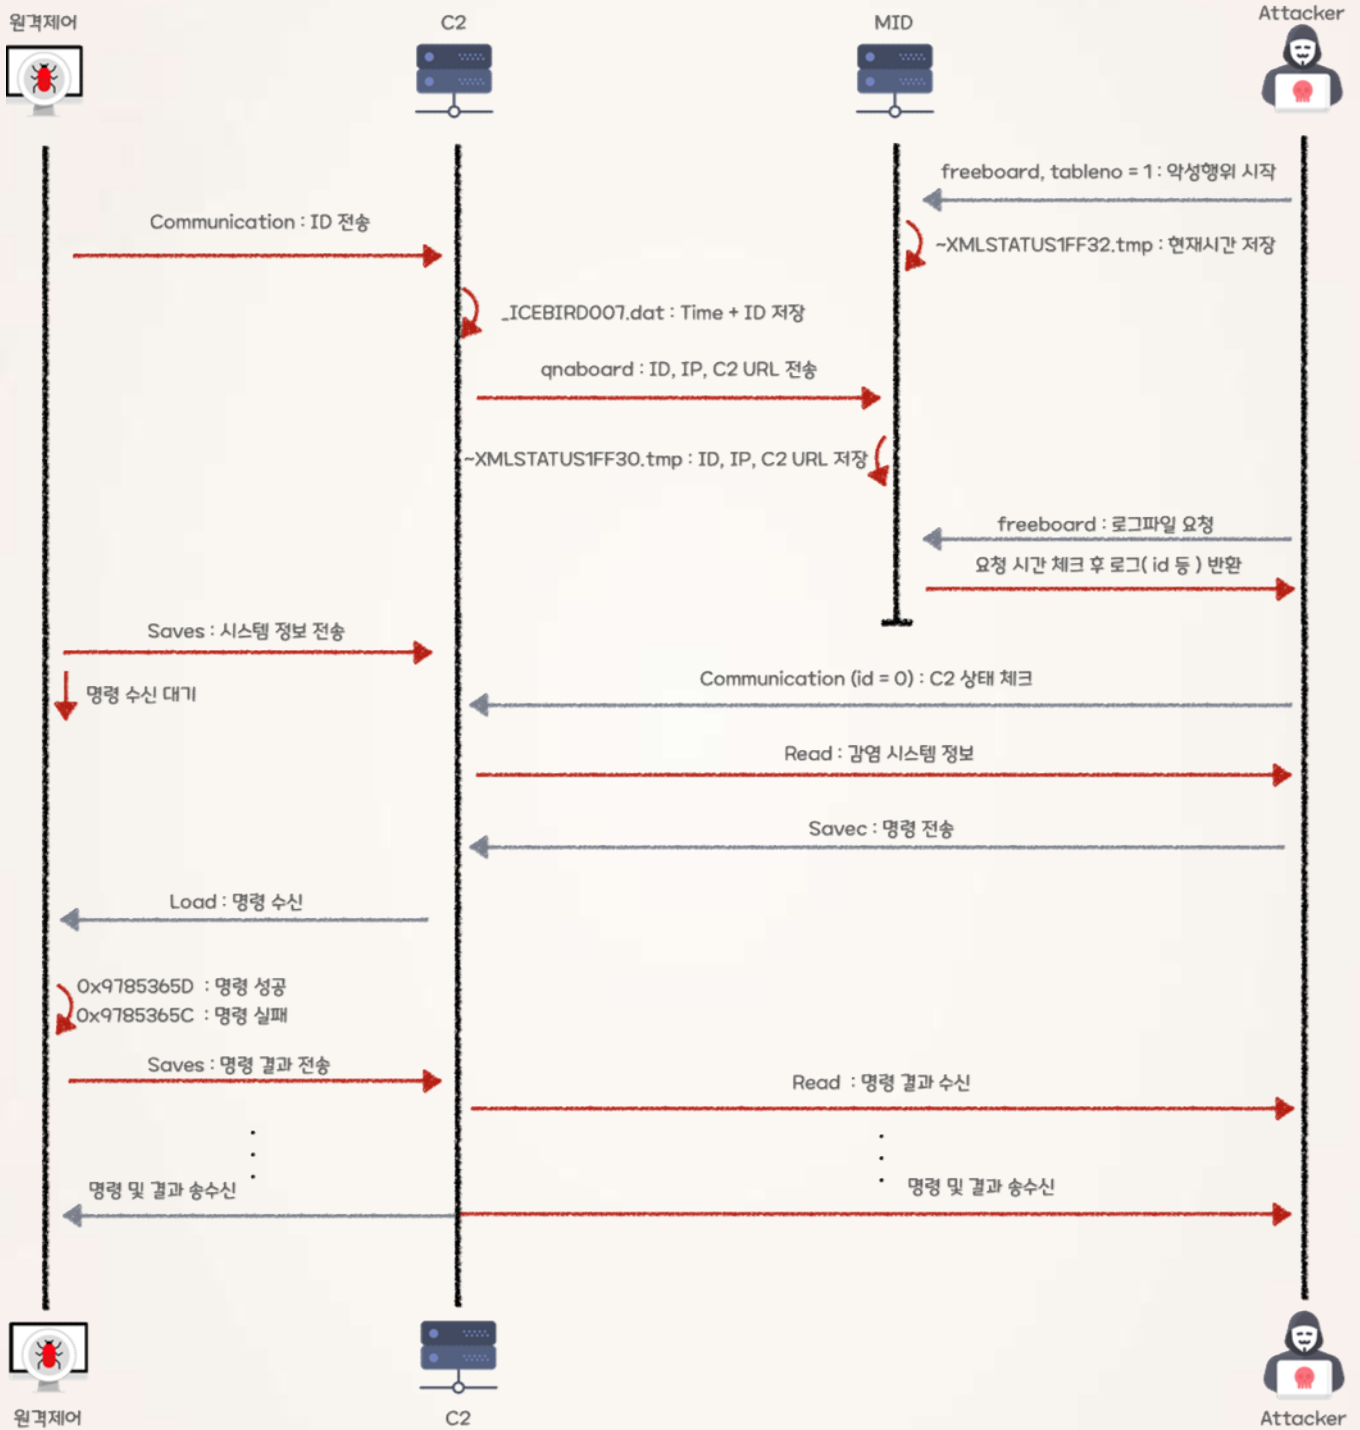 원격제어
C2
MID
Attacker
freeboard, tableno = 1 : 악성행위 시작
Communication : ID 전송
~XMLSTATUS1FF32.tmp : 현재시간 저장
_ICEBIRD007.dat : Time + ID 저장
qnaboard : ID, IP, C2 URL 전송
~XMLSTATUS1FF30.tmp : ID, IP, C2 URL 저장
freeboard : 로그파일 요청
요청 시간 체크 후 로그( id 등 ) 반환
Saves : 시스템 정보 전송
명령 수신 대기
Communication (id = 0) : C2 상태 체크
Read : 감염 시스템 정보
Savec : 명령 전송
Load : 명령 수신
0x9785365D : 명령 성공
0x9785365C : 명령 실패
Saves : 명령 결과 전송
Read : 명령 결과 수신
명령 및 결과 송수신
명령 및 결과 송수신
원격제어
C2
Attacker